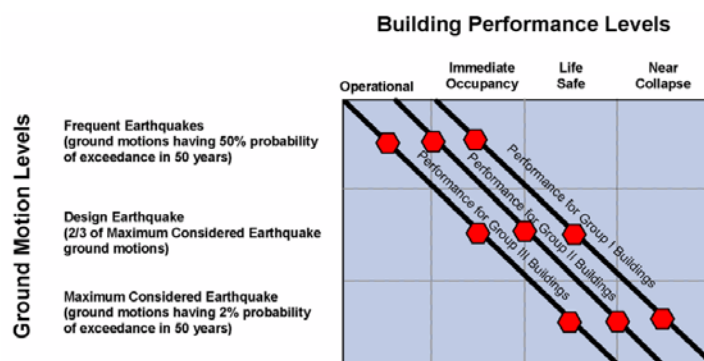 Building Performance Levels
Operational
Immediate
Occupancy
Life
Safe
Near
Collapse
Ground Motion Levels
Frequent Earthquakes
(ground motions having 50% probability
of exceedance in 50 years)
Design Earthquake
(2/3 of Maximum Considered Earthquake
ground motions)
Maximum Considered Earthquake
(ground motions having 2% probability
of exceedance in 50 years)
Performance for Group I Buildings
Performance for Group II Buildings
Performance for Group III Buildings